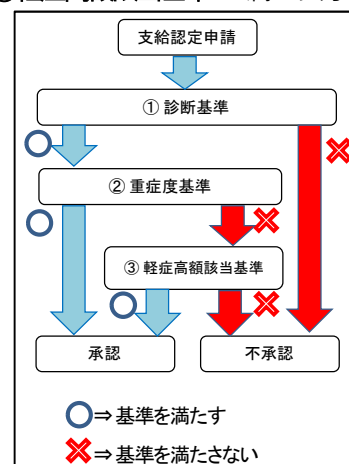 支給認定申請
① 診断基準
② 重症度基準
③ 軽症高額該当基準
承認
不承認
⇒ 基準を満たす
⇒ 基準を満たさない